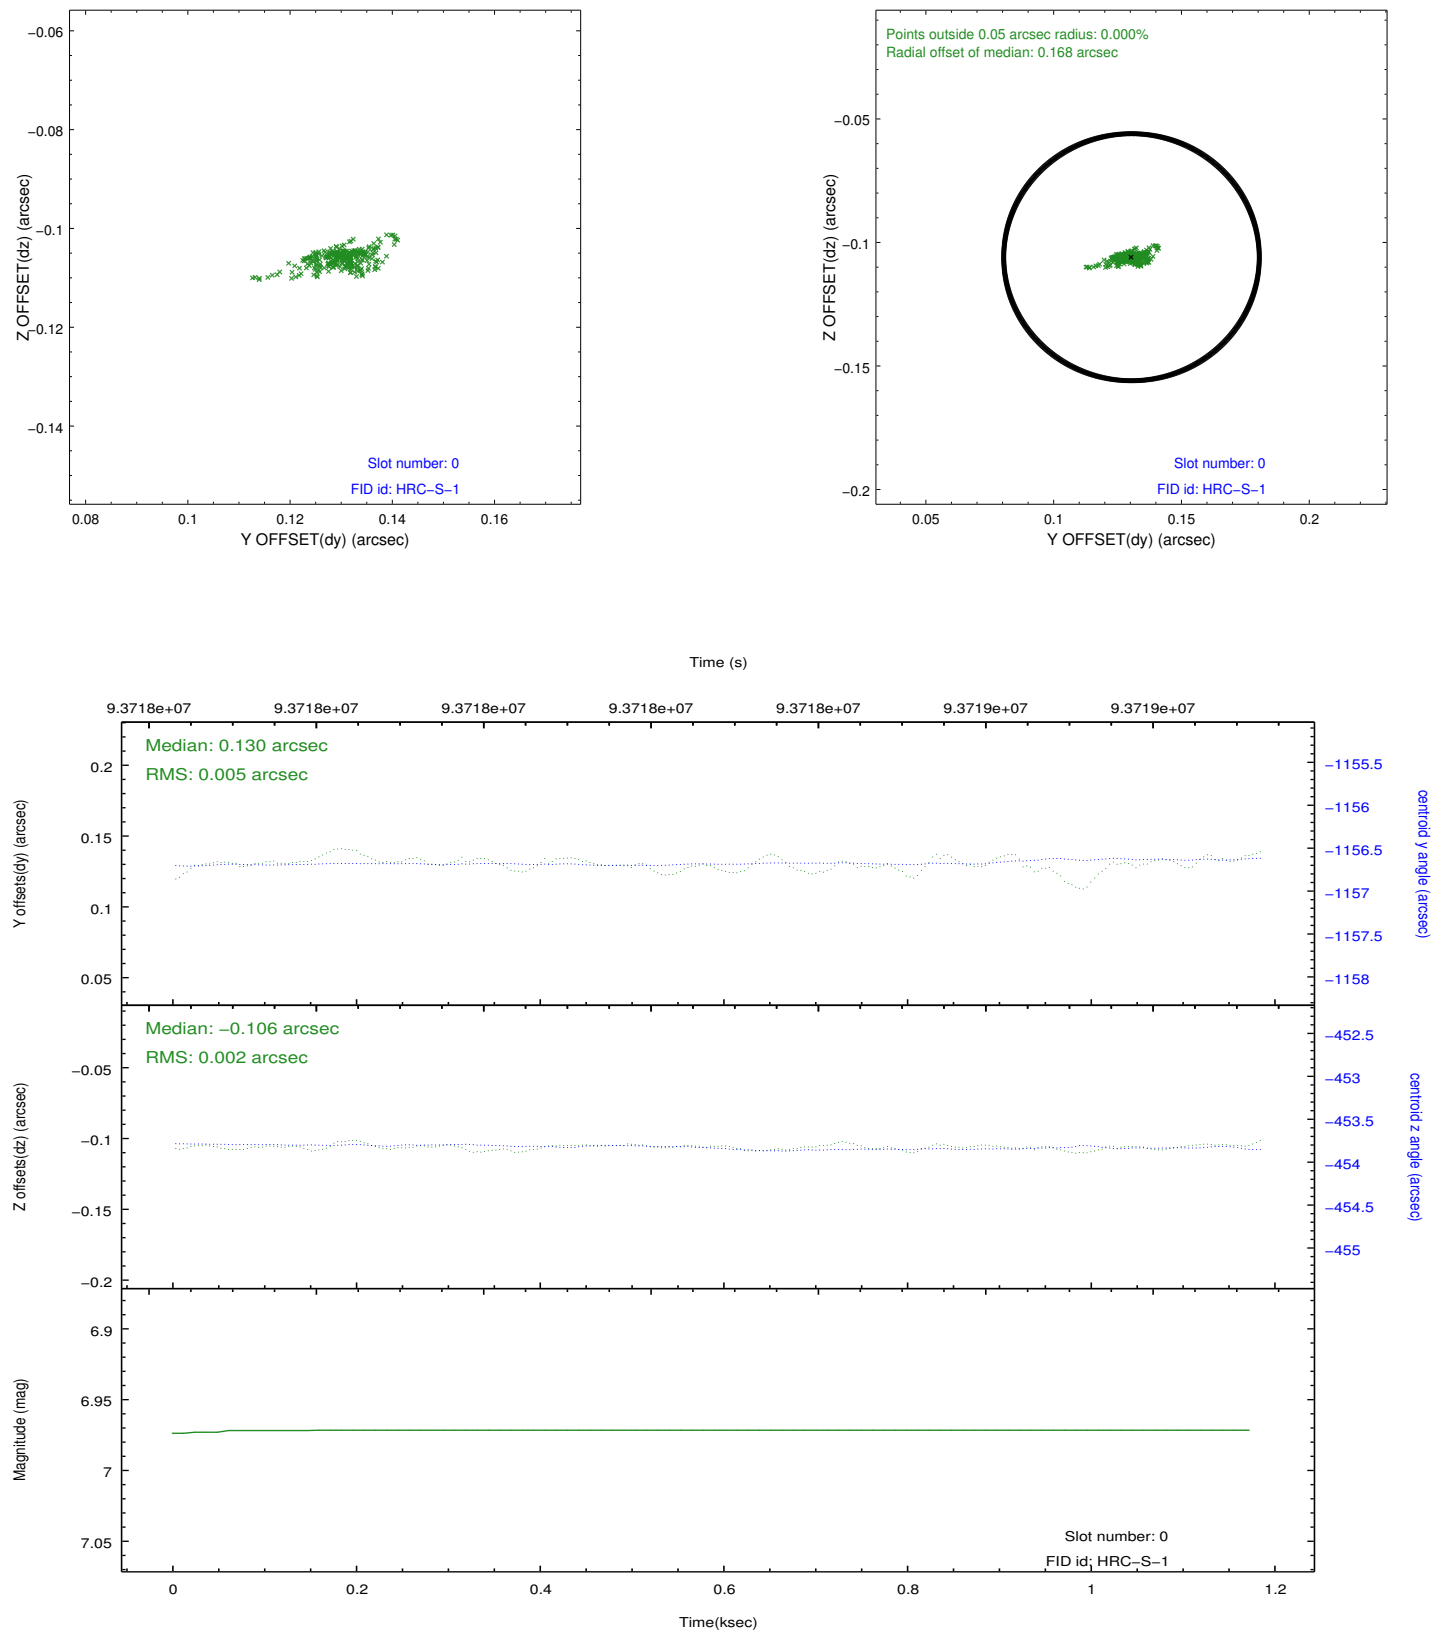 −0.06
−0.08
−0.1
−0.12
−0.14
Z OFFSET(dz) (arcsec)
Slot number: 0
FID id: HRC−S−1
0.08 0.1 0.12 0.14 0.16
Y OFFSET(dy) (arcsec)
Points outside 0.05 arcsec radius: 0.000%
Radial offset of median: 0.168 arcsec
−0.05
−0.1
−0.15
−0.2
Z OFFSET(dz) (arcsec)
Slot number: 0
FID id: HRC−S−1
0.05 0.1 0.15 0.2
Y OFFSET(dy) (arcsec)
Time (s)
9.3718e+07 9.3718e+07 9.3718e+07 9.3718e+07 9.3718e+07 9.3719e+07 9.3719e+07
Median: 0.130 arcsec
RMS: 0.005 arcsec
0.2
0.15
0.1
0.05
Y offsets(dy) (arcsec)
−1155.5
−1156
−1156.5
−1157
−1157.5
−1158
centroid y angle (arcsec)
Median: −0.106 arcsec
RMS: 0.002 arcsec
−0.05
−0.1
−0.15
−0.2
Z offsets(dz) (arcsec)
−452.5
−453
−453.5
−454
−454.5
−455
centroid z angle (arcsec)
6.9
6.95
7
7.05
Magnitude (mag)
Slot number: 0
FID id: HRC−S−1
0 0.2 0.4 0.6 0.8 1 1.2
Time(ksec)